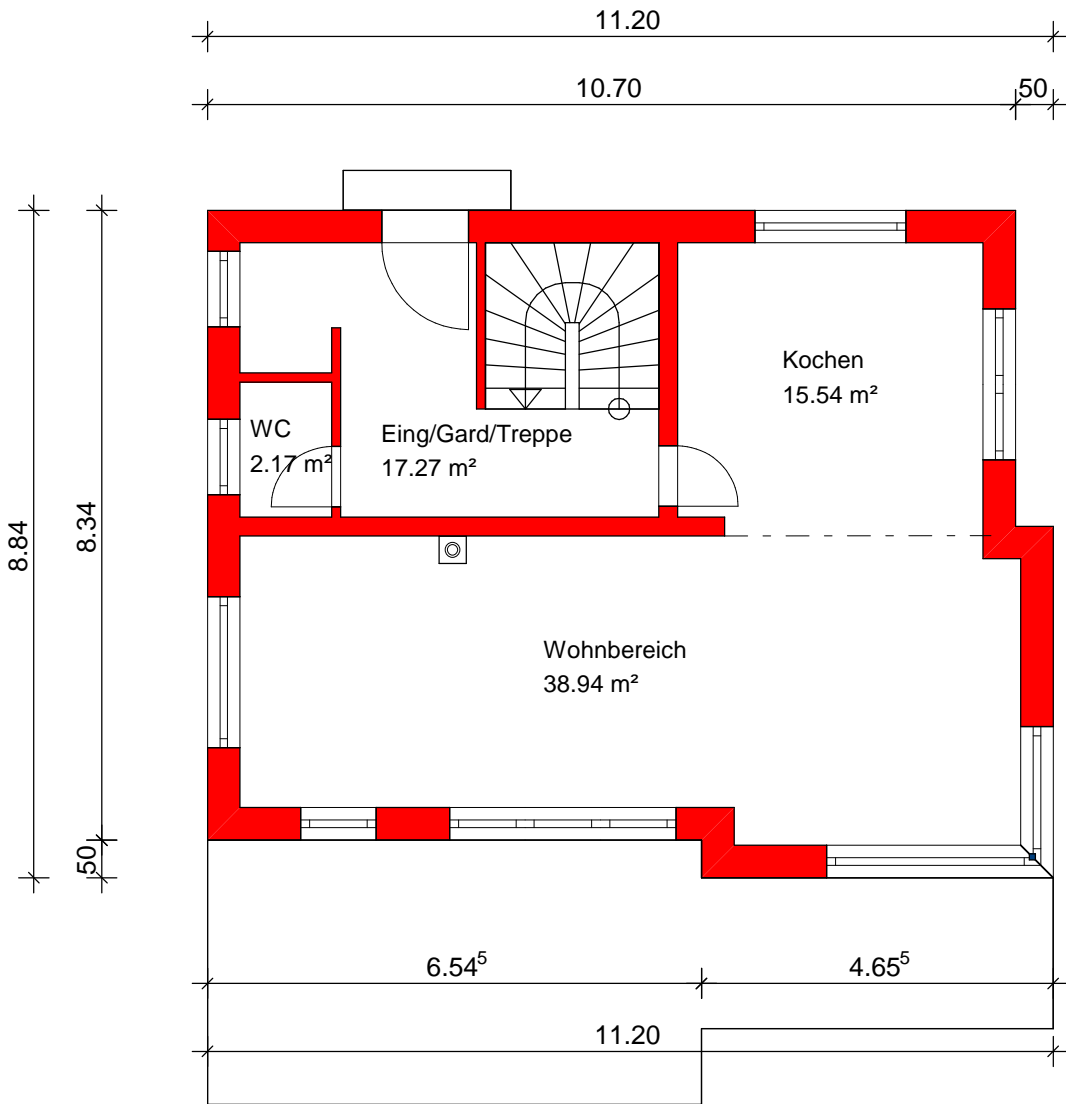 11.20
10.70
50
Kochen
15.54 m²
WC
2.17 m²
Eing/Gard/Treppe
17.27 m²
8.84
8.34
Wohnbereich
38.94 m²
50
6.54⁵
4.65⁵
11.20